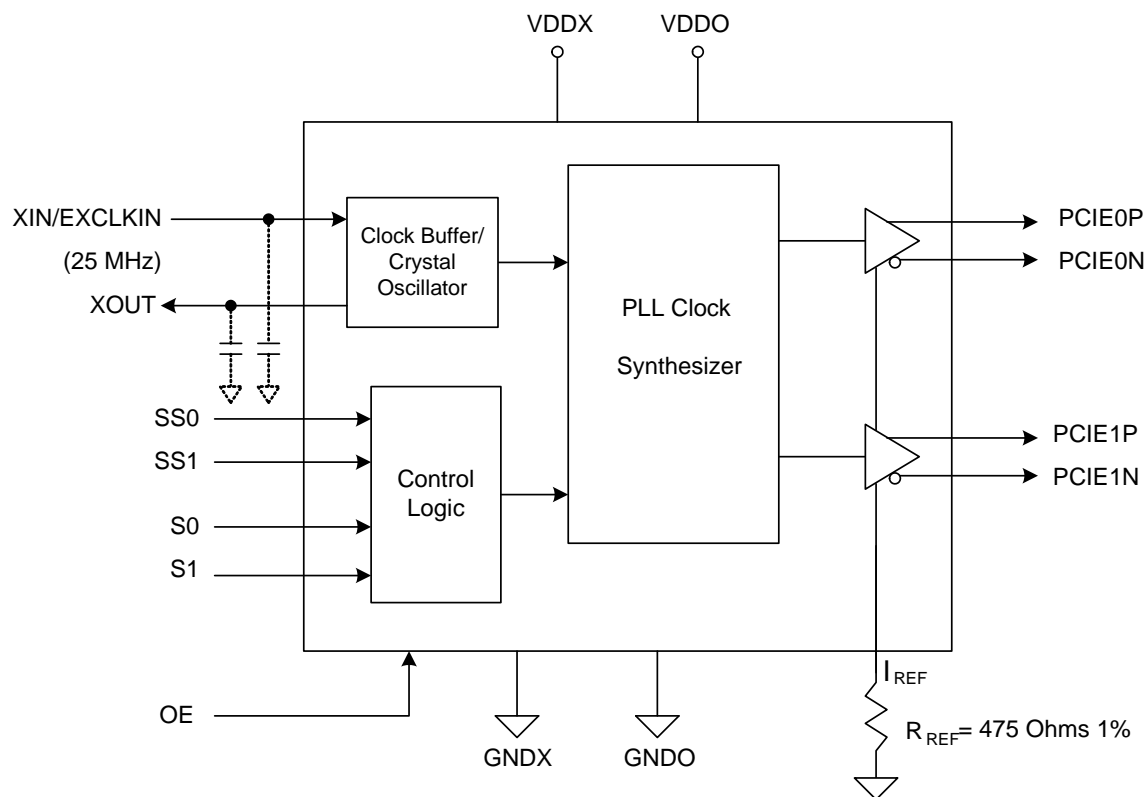 VDDX
VDDO
XIN/EXCLKIN
(25 MHz)
XOUT
Clock Buffer/
Crystal
Oscillator
PLL Clock
Synthesizer
PCIE0P
PCIE0N
SS0
SS1
S0
S1
Control
Logic
PCIE1P
PCIE1N
OE
GNDX
GNDO
IREF
RREF= 475 Ohms 1%